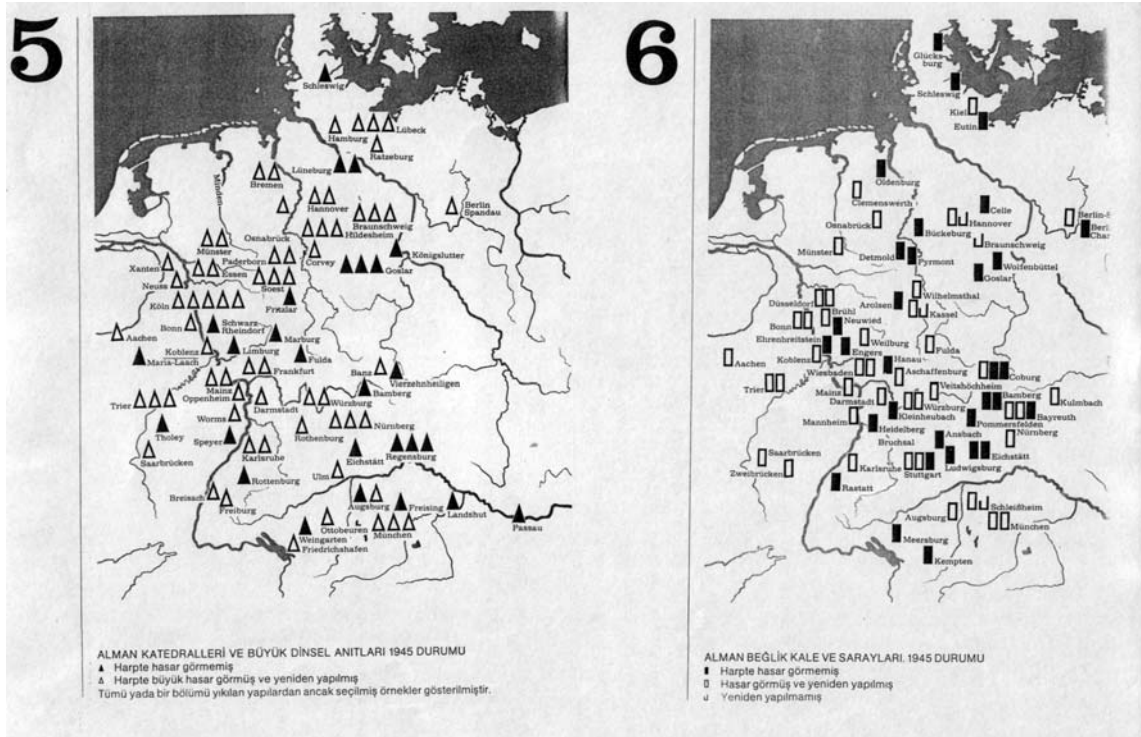 5
Schleswig
Hamburg
Lübeck
Ratzeburg
Lüneburg
Bremen
Minden
Hannover
Berlin
Spandau
Braunschweig
Hildesheim
Osnabrück
Münster
Paderborn
Corvey
Königslutter
Xanten
Essen
Goslar
Neuss
Soest
Köln
Fritzlar
Bonn
Schwarz-
Rheindorf
Aachen
Marburg
Koblenz
Limburg
Maria-Laach
Fulda
Frankfurt
Banz
Vierzehnheiligen
Mainz
Bamberg
Oppenheim
Trier
Darmstadt
Würzburg
Worms
Nürnberg
Tholey
Rothenburg
Speyer
Karlsruhe
Regensburg
Saarbrücken
Eichstätt
Ulm
Rottenburg
Breisach
Freiburg
Augsburg
Freising
Landshut
Passau
Ottobeuren
München
Weingarten
Friedrichshafen
ALMAN KATEDRALLERİ VE BÜYÜK DİNSEL ANITLARI 1945 DURUMU
Harpte hasar görmemiş
Harpte büyük hasar görmüş ve yeniden yapılmış
Tümü yada bir bölümü yıkılan yapılardan ancak seçilmiş örnekler gösterilmiştir.
6
Glücks-
burg
Schleswig
Kiel
Eutin
Oldenburg
Clemenswerth
Celle
Osnabrück
Hannover
Bückeburg
Braunschweig
Münster
Detmold
Pyrmont
Wolfenbüttel
Goslar
Wilhelmsthal
Düsseldorf
Arolsen
Brühl
Kassel
Bonn
Neuwied
Ehrenbreitstein
Weilburg
Engers
Fulda
Koblenz
Hanau
Aachen
Wiesbaden
Aschaffenburg
Coburg
Trier
Veitshöchheim
Mainz
Bamberg
Kulmbach
Darmstadt
Würzburg
Kleinheubach
Bayreuth
Mannheim
Pommersfelden
Heidelberg
Ansbach
Nürnberg
Bruchsal
Saarbrücken
Eichstätt
Zweibrücken
Karlsruhe
Stuttgart
Ludwigsburg
Rastatt
Schleißheim
Augsburg
München
Meersburg
Kempten
ALMAN BEĞLİK KALE VE SARAYLARI. 1945 DURUMU
Harpte hasar görmemiş
Hasar görmüş ve yeniden yapılmış
Yeniden yapılmamış